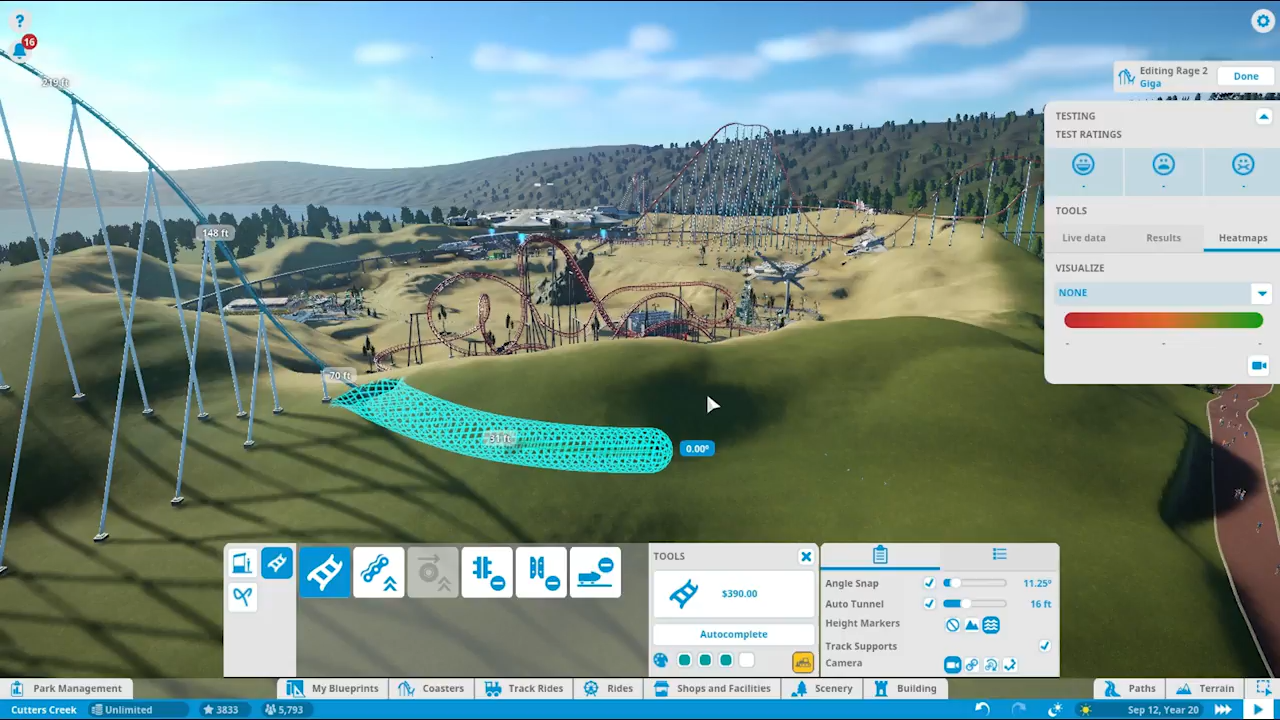 ?
16
219 ft
148 ft
70 ft
31 ft
0.00°
Editing Rage 2
Giga
Done
TESTING
TEST RATINGS
- - -
TOOLS
Live data Results Heatmaps
VISUALIZE
NONE
- - -
TOOLS
$390.00
Autocomplete
Angle Snap 11.25°
Auto Tunnel 16 ft
Height Markers
Track Supports
Camera
Park Management My Blueprints Coasters Track Rides Rides Shops and Facilities Scenery Building Paths Terrain
Cutters Creek Unlimited 3833 5,793 Sep 12, Year 20